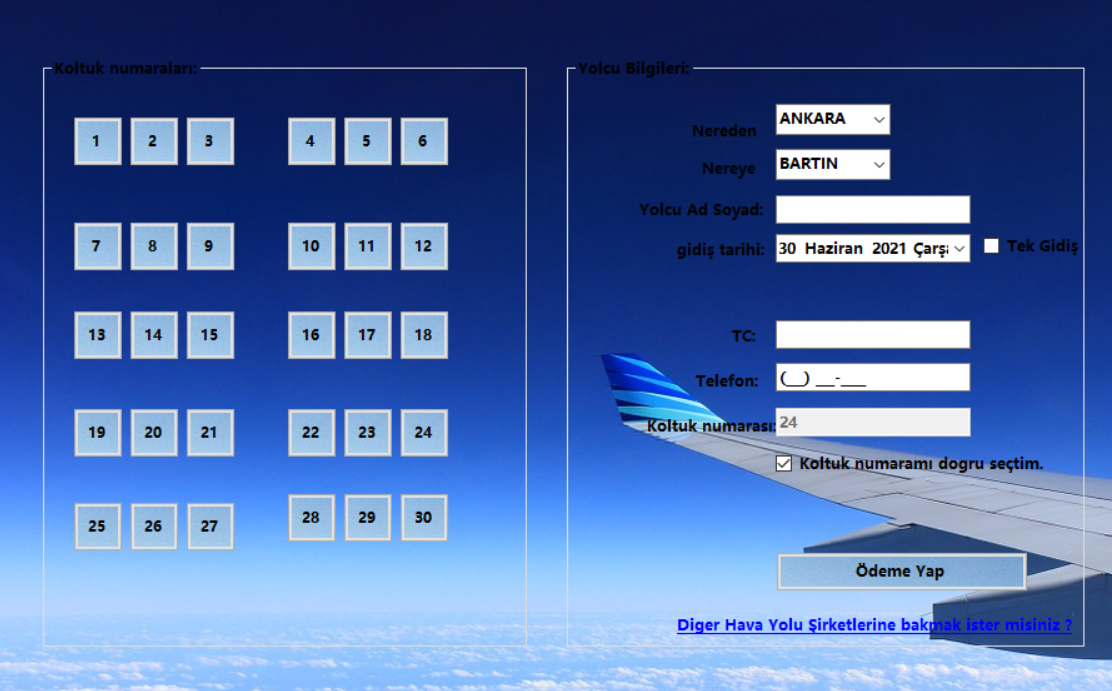 Koltuk numaraları:
1 2 3 4 5 6
7 8 9 10 11 12
13 14 15 16 17 18
19 20 21 22 23 24
25 26 27 28 29 30
Yolcu Bilgileri:
Nereden ANKARA
Nereye BARTIN
Yolcu Ad Soyad:
gidiş tarihi: 30 Haziran 2021 Çarşa Tek Gidiş
TC:
Telefon: (__) __-___
Koltuk numarası: 24
Koltuk numaramı dogru seçtim.
Ödeme Yap
Diger Hava Yolu Şirketlerine bakmak ister misiniz ?